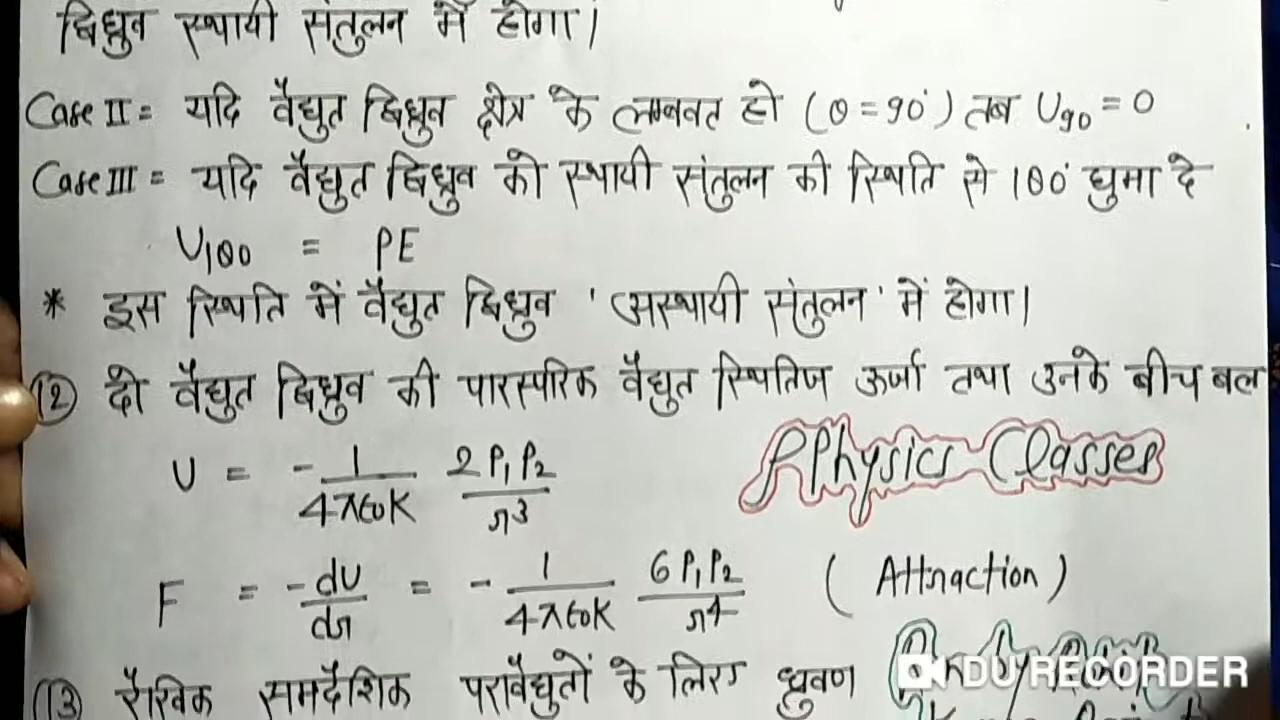 द्विध्रुव स्थायी संतुलन में होगा।
Case II = यदि वैद्युत द्विध्रुव क्षेत्र के लम्बवत हो (θ = 90°) तब U90 = 0
Case III = यदि वैद्युत द्विध्रुव को स्थायी संतुलन की स्थिति से 180° घुमा दे
U180 = PE
* इस स्थिति में वैद्युत द्विध्रुव 'अस्थायी संतुलन' में होगा।
(12) दो वैद्युत द्विध्रुव की पारस्परिक वैद्युत स्थितिज ऊर्जा तथा उनके बीच बल
U = - 1/4πε0K 2P1P2/r^3
Physics Classes
F = -dU/dr = - 1/4πε0K 6P1P2/r^4 (Attraction)
(13) रैखिक समदैशिक परावैद्युतों के लिए ध्रुवण
DU RECORDER